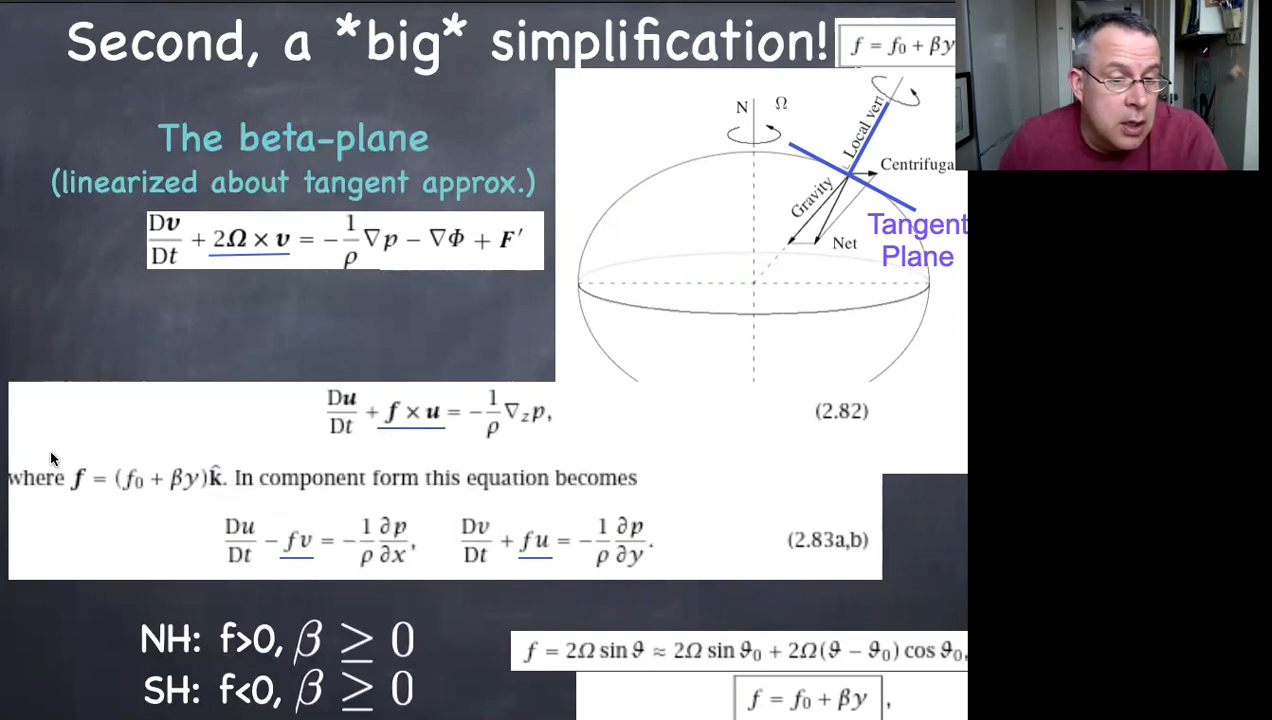 Second, a *big* simplification!
f = f₀ + βy
The beta-plane
(linearized about tangent approx.)
Dv/Dt + 2Ω × v = -1/ρ ∇p - ∇Φ + F′
N Ω
Local vert
Centrifuga
Gravity
Net
Tangent
Plane
Du/Dt + f × u = -1/ρ ∇_z p, (2.82)
where f = (f₀ + βy)k̂. In component form this equation becomes
Du/Dt - fv = -1/ρ ∂p/∂x, Dv/Dt + fu = -1/ρ ∂p/∂y. (2.83a,b)
NH: f>0, β ≥ 0
SH: f<0, β ≥ 0
f = 2Ω sin ϑ ≈ 2Ω sin ϑ₀ + 2Ω(ϑ - ϑ₀) cos ϑ₀,
f = f₀ + βy ,